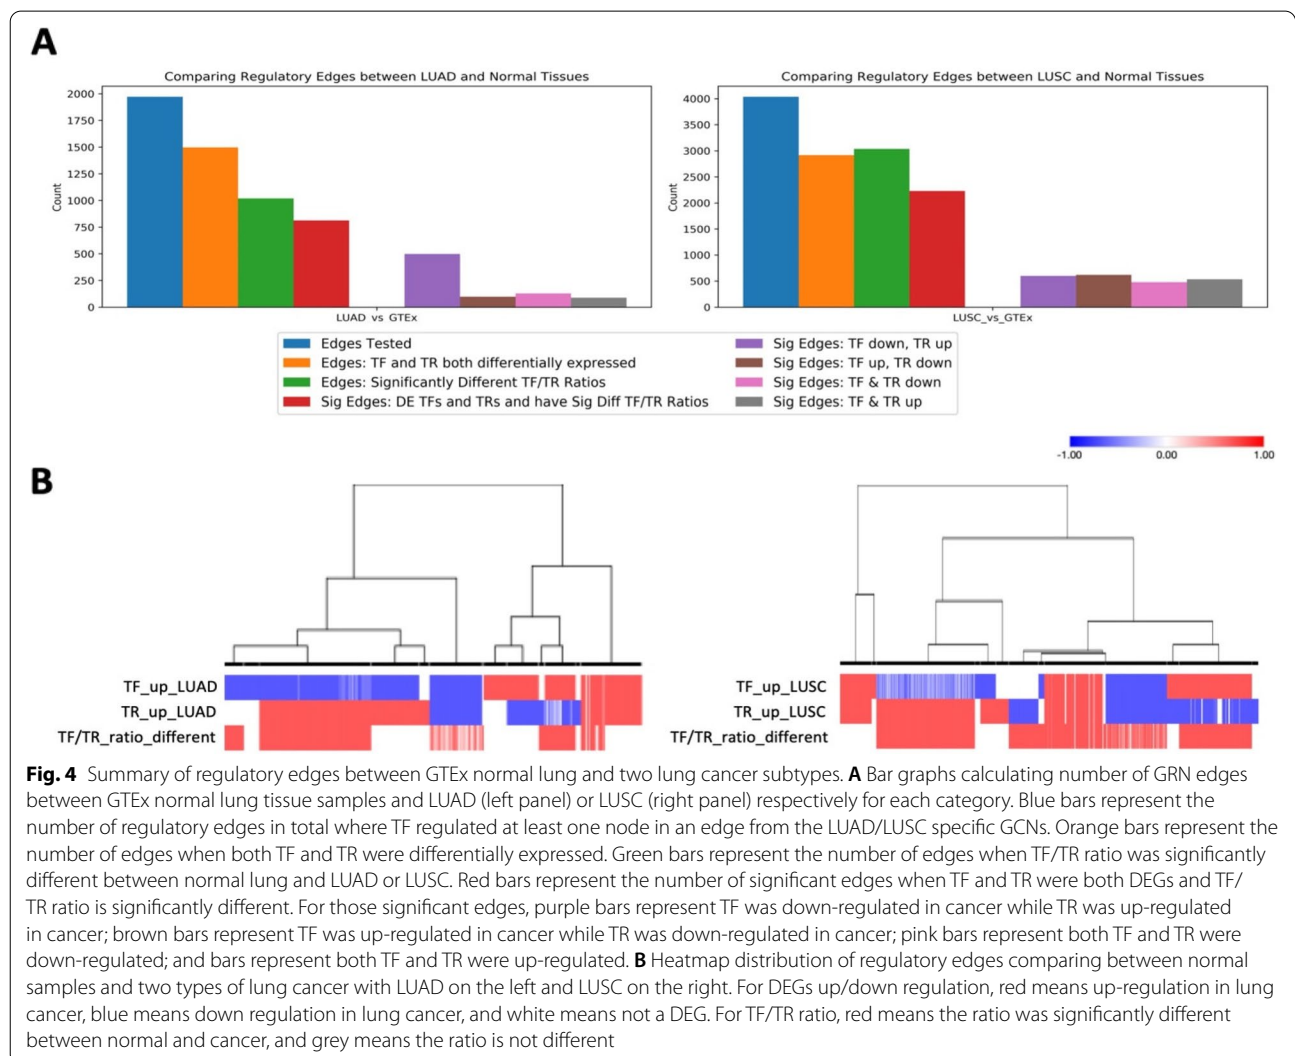 A
Comparing Regulatory Edges between LUAD and Normal Tissues
2000
1750
1500
1250
1000
750
500
250
0
Count
LUAD vs GTEx
Comparing Regulatory Edges between LUSC and Normal Tissues
4000
3500
3000
2500
2000
1500
1000
500
0
Count
LUSC_vs_GTEx
Edges Tested
Edges: TF and TR both differentially expressed
Edges: Significantly Different TF/TR Ratios
Sig Edges: DE TFs and TRs and have Sig Diff TF/TR Ratios
Sig Edges: TF down, TR up
Sig Edges: TF up, TR down
Sig Edges: TF & TR down
Sig Edges: TF & TR up
-1.00 0.00 1.00
B
TF_up_LUAD
TR_up_LUAD
TF/TR_ratio_different
TF_up_LUSC
TR_up_LUSC
TF/TR_ratio_different
Fig. 4 Summary of regulatory edges between GTEx normal lung and two lung cancer subtypes. A Bar graphs calculating number of GRN edges
between GTEx normal lung tissue samples and LUAD (left panel) or LUSC (right panel) respectively for each category. Blue bars represent the
number of regulatory edges in total where TF regulated at least one node in an edge from the LUAD/LUSC specific GCNs. Orange bars represent the
number of edges when both TF and TR were differentially expressed. Green bars represent the number of edges when TF/TR ratio was significantly
different between normal lung and LUAD or LUSC. Red bars represent the number of significant edges when TF and TR were both DEGs and TF/
TR ratio is significantly different. For those significant edges, purple bars represent TF was down-regulated in cancer while TR was up-regulated
in cancer; brown bars represent TF was up-regulated in cancer while TR was down-regulated in cancer; pink bars represent both TF and TR were
down-regulated; and bars represent both TF and TR were up-regulated. B Heatmap distribution of regulatory edges comparing between normal
samples and two types of lung cancer with LUAD on the left and LUSC on the right. For DEGs up/down regulation, red means up-regulation in lung
cancer, blue means down regulation in lung cancer, and white means not a DEG. For TF/TR ratio, red means the ratio was significantly different
between normal and cancer, and grey means the ratio is not different